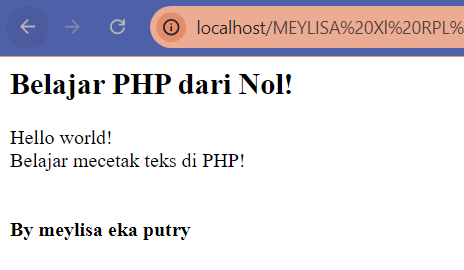 localhost/MEYLISA%20XI%20RPL%
Belajar PHP dari Nol!
Hello world!
Belajar mecetak teks di PHP!
By meylisa eka putry